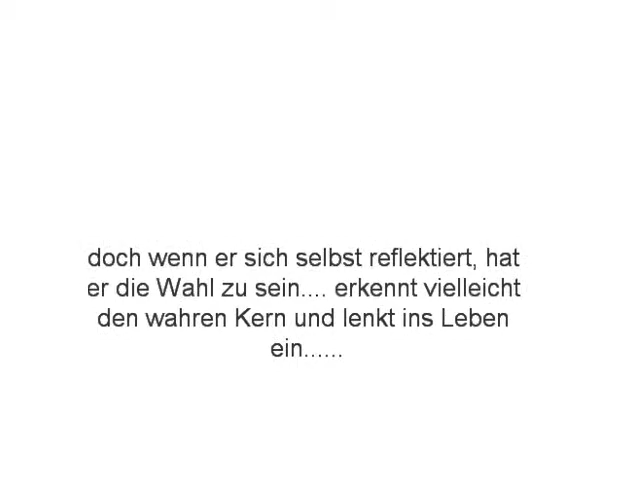 doch wenn er sich selbst reflektiert, hat
er die Wahl zu sein.... erkennt vielleicht
den wahren Kern und lenkt ins Leben
ein......